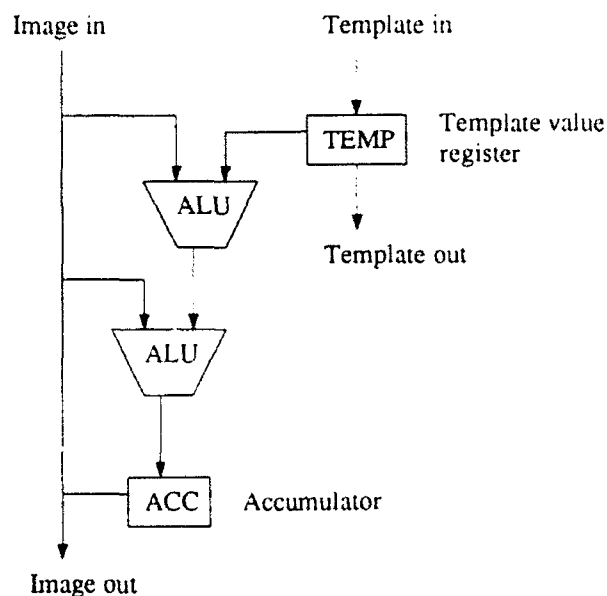 Image in
Template in
TEMP
Template value
register
ALU
Template out
ALU
ACC
Accumulator
Image out